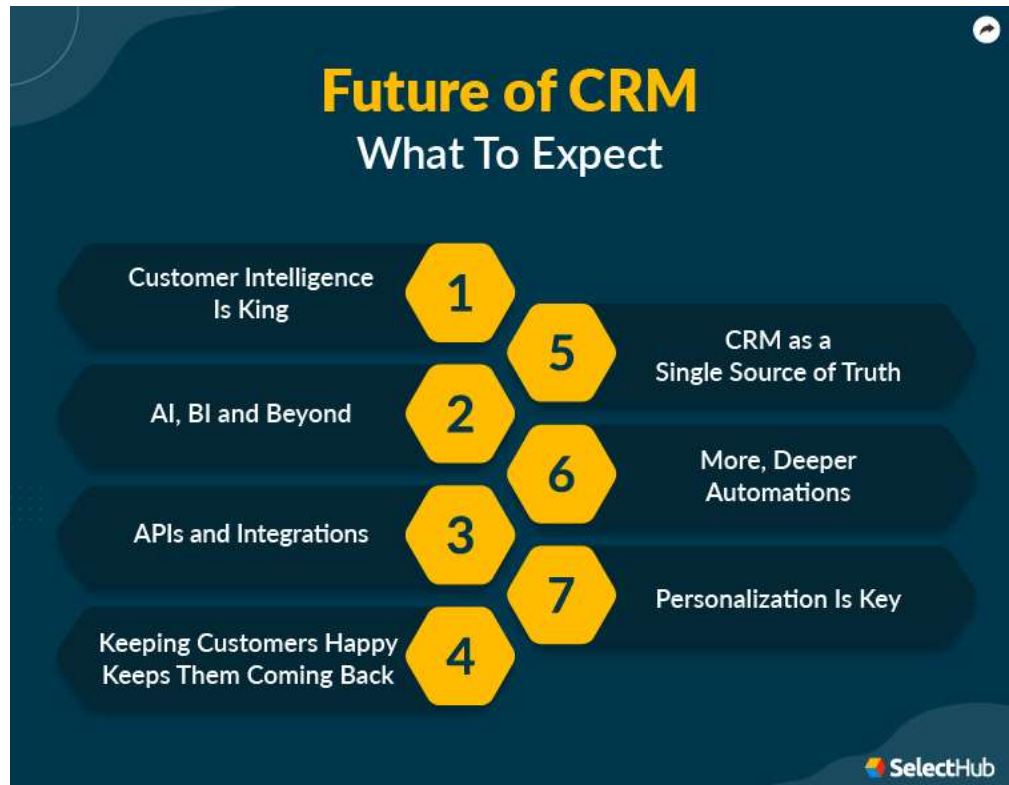 Future of CRM
What To Expect
Customer Intelligence
Is King
1
AI, BI and Beyond
2
APIs and Integrations
3
Keeping Customers Happy
Keeps Them Coming Back
4
5
CRM as a
Single Source of Truth
6
More, Deeper
Automations
7
Personalization Is Key
SelectHub